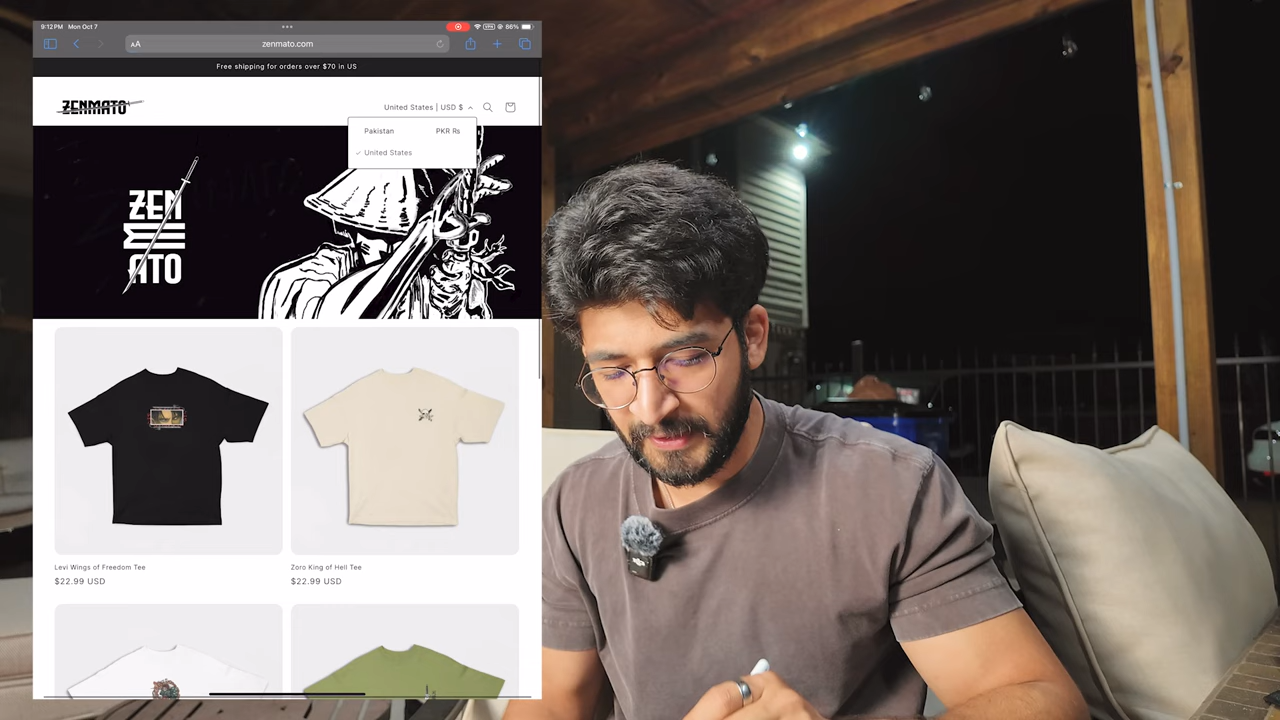 9:12 PM Mon Oct 7
VPN 86%
AA
zenmato.com
Free shipping for orders over $70 in US
ZENMATO
United States | USD $
Pakistan PKR ₨
United States
ZEN
M
ATO
Levi Wings of Freedom Tee
$22.99 USD
Zoro King of Hell Tee
$22.99 USD